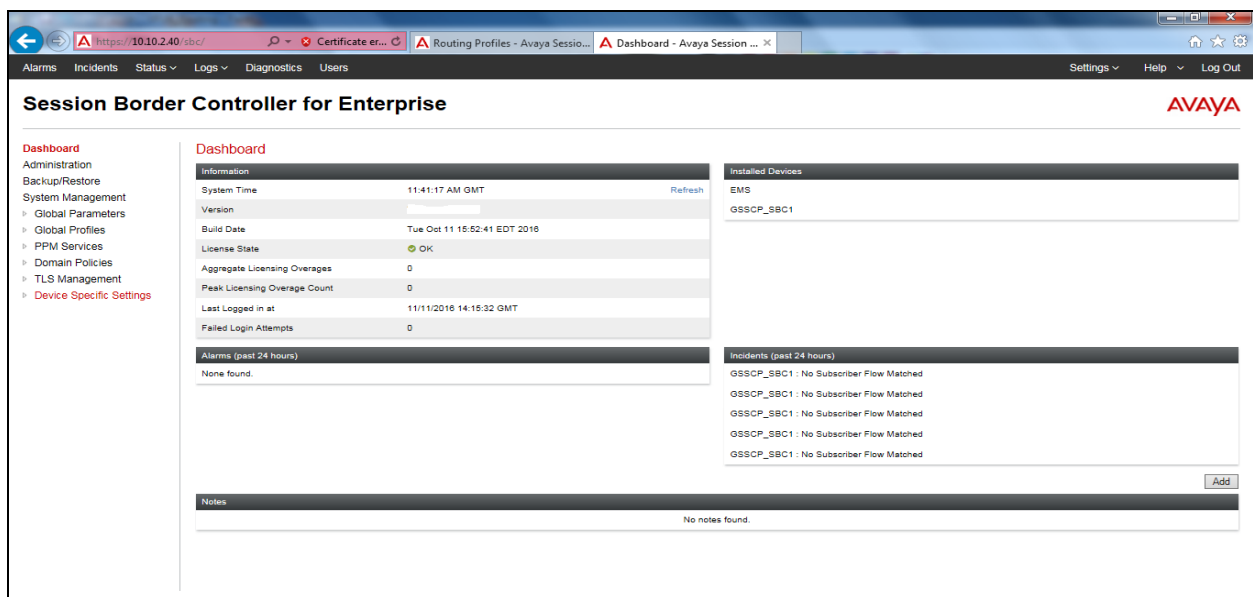 https://10.10.2.40/sbc/ Certificate er... Routing Profiles - Avaya Sessio... Dashboard - Avaya Session ...
Alarms Incidents Status Logs Diagnostics Users Settings Help Log Out
Session Border Controller for Enterprise
AVAYA
Dashboard
Administration
Backup/Restore
System Management
Global Parameters
Global Profiles
PPM Services
Domain Policies
TLS Management
Device Specific Settings
Dashboard
Information
System Time 11:41:17 AM GMT Refresh
Version
Build Date Tue Oct 11 15:52:41 EDT 2016
License State OK
Aggregate Licensing Overages 0
Peak Licensing Overage Count 0
Last Logged in at 11/11/2016 14:15:32 GMT
Failed Login Attempts 0
Installed Devices
EMS
GSSCP_SBC1
Alarms (past 24 hours)
None found.
Incidents (past 24 hours)
GSSCP_SBC1 : No Subscriber Flow Matched
GSSCP_SBC1 : No Subscriber Flow Matched
GSSCP_SBC1 : No Subscriber Flow Matched
GSSCP_SBC1 : No Subscriber Flow Matched
GSSCP_SBC1 : No Subscriber Flow Matched
Add
Notes
No notes found.